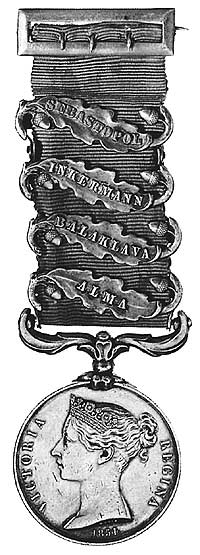 SEBASTOPOL
INKERMANN
BALAKLAVA
ALMA
VICTORIA REGINA
1854